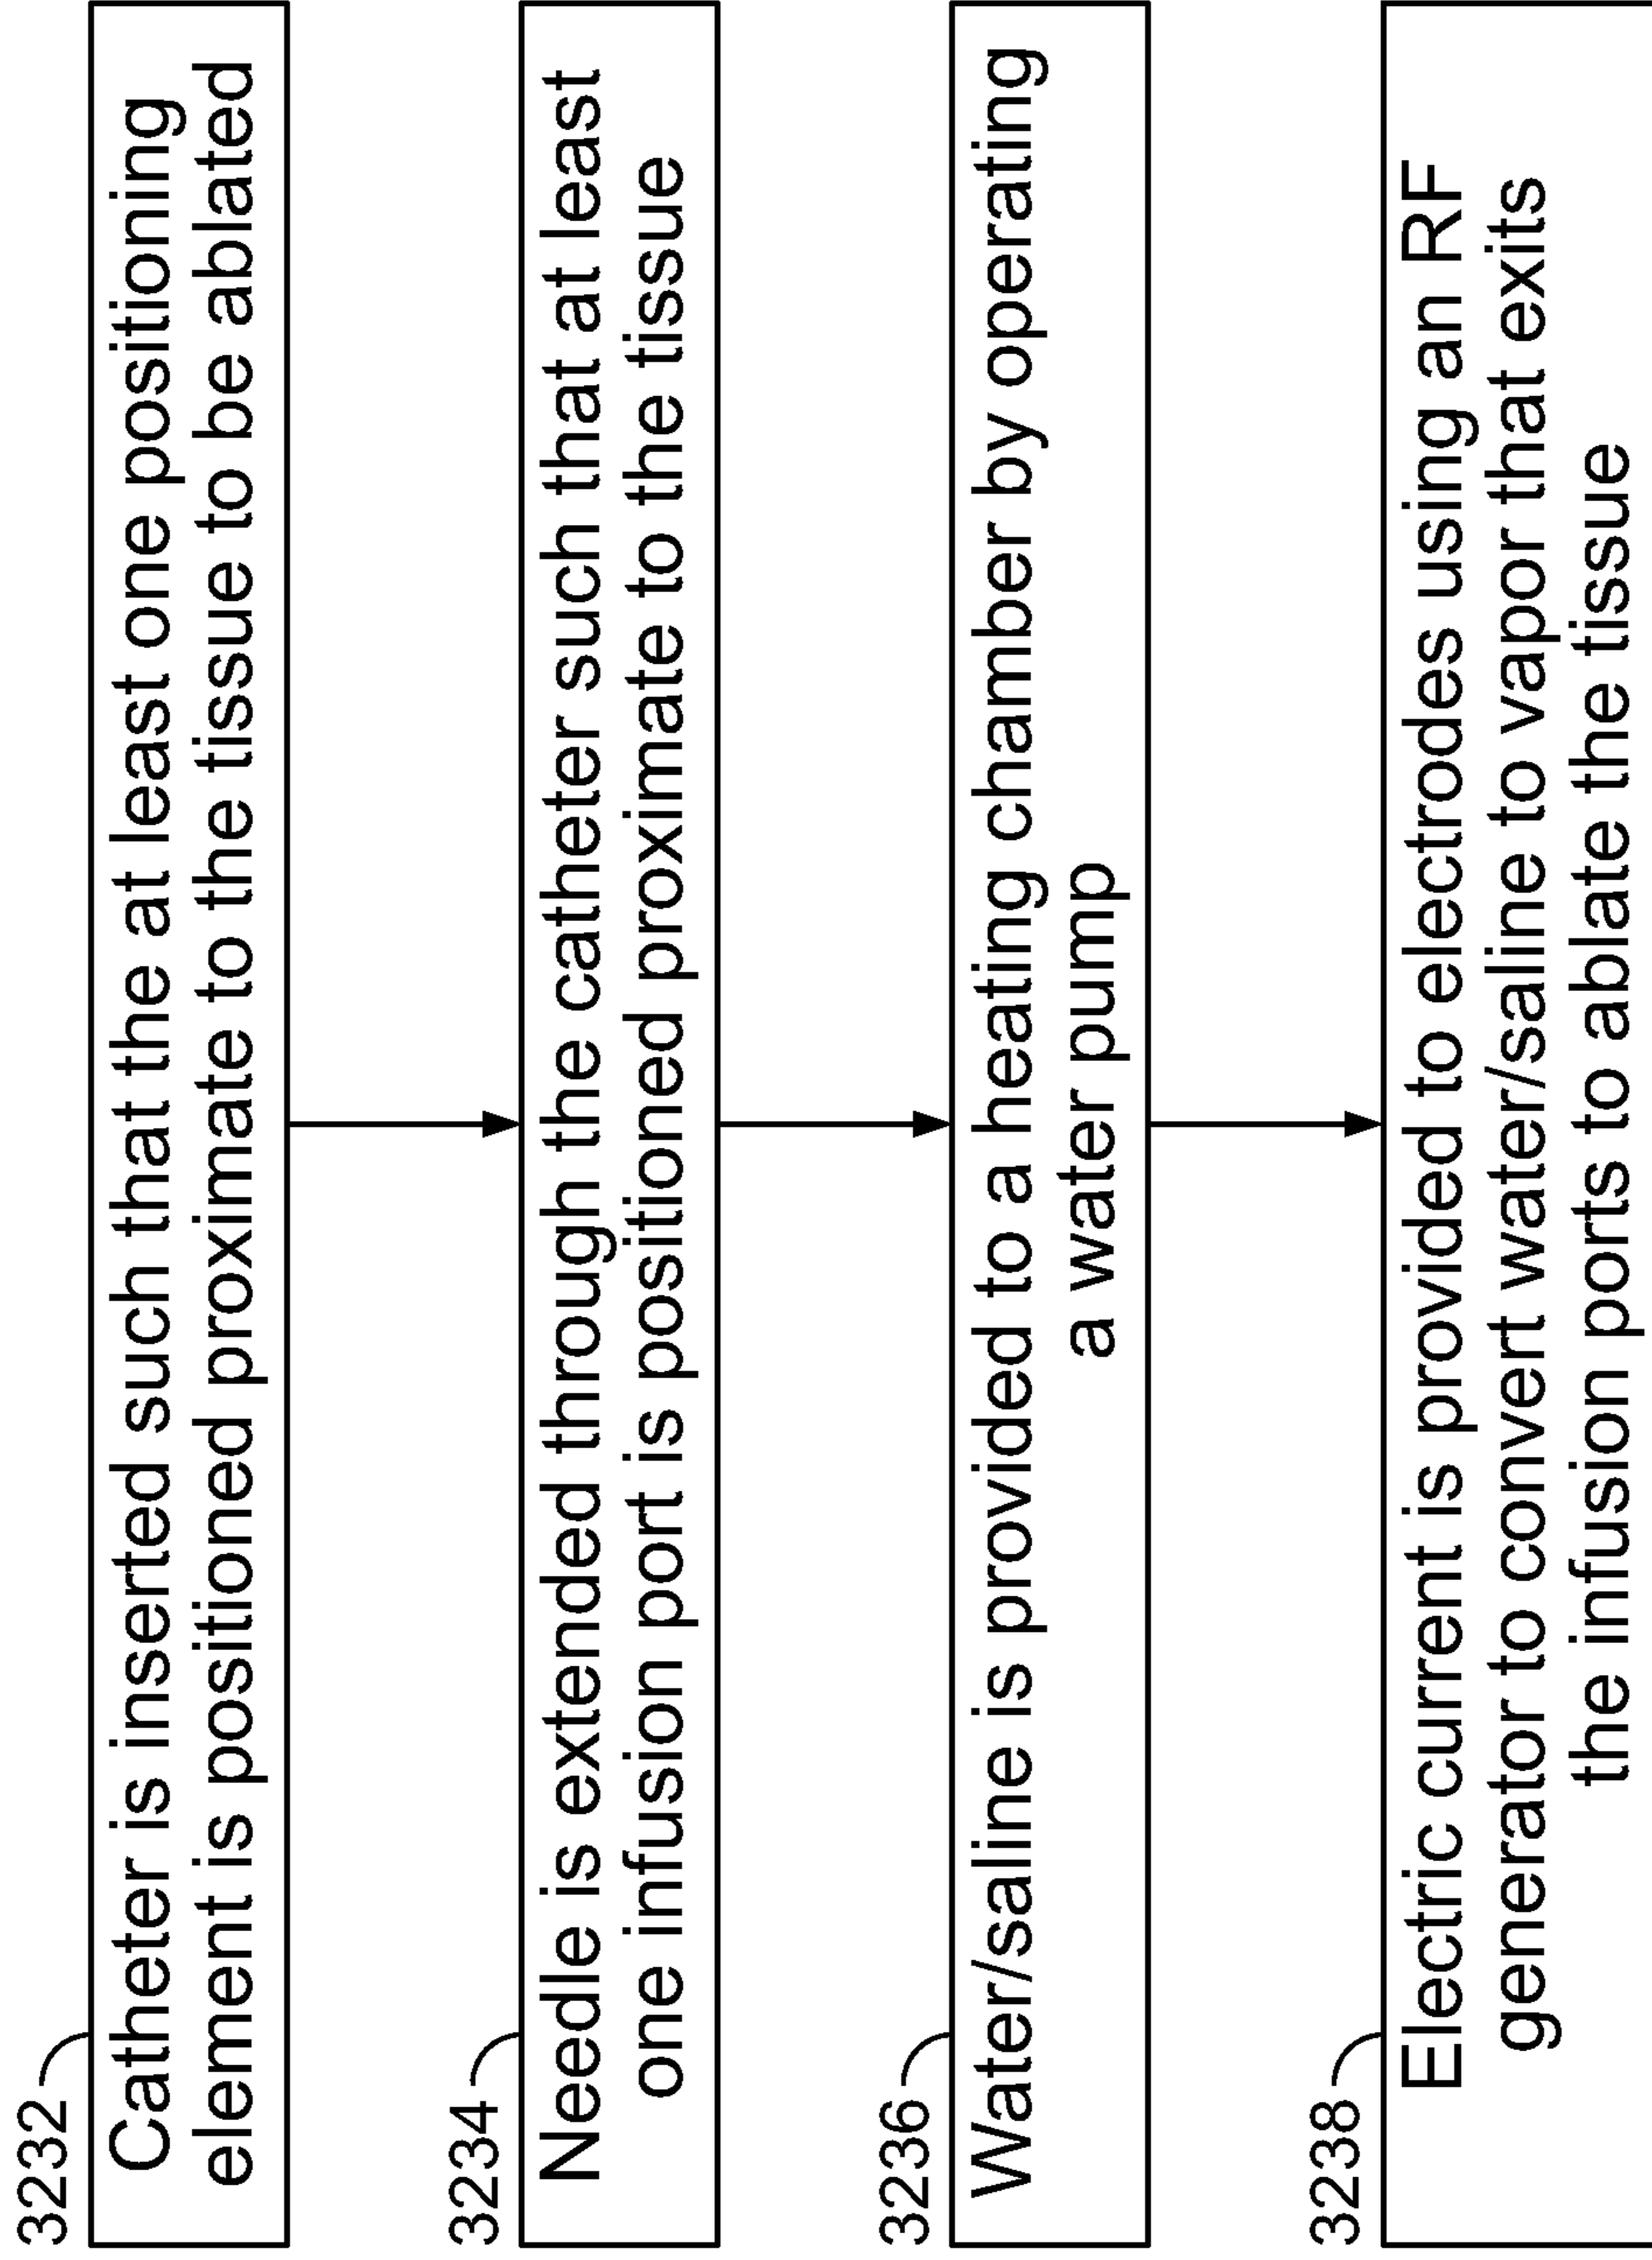 3232
Catheter is inserted such that the at least one positioning
element is positioned proximate to the tissue to be ablated
3234
Needle is extended through the catheter such that at least
one infusion port is positioned proximate to the tissue
3236
Water/saline is provided to a heating chamber by operating
a water pump
3238
Electric current is provided to electrodes using an RF
generator to convert water/saline to vapor that exits
the infusion ports to ablate the tissue